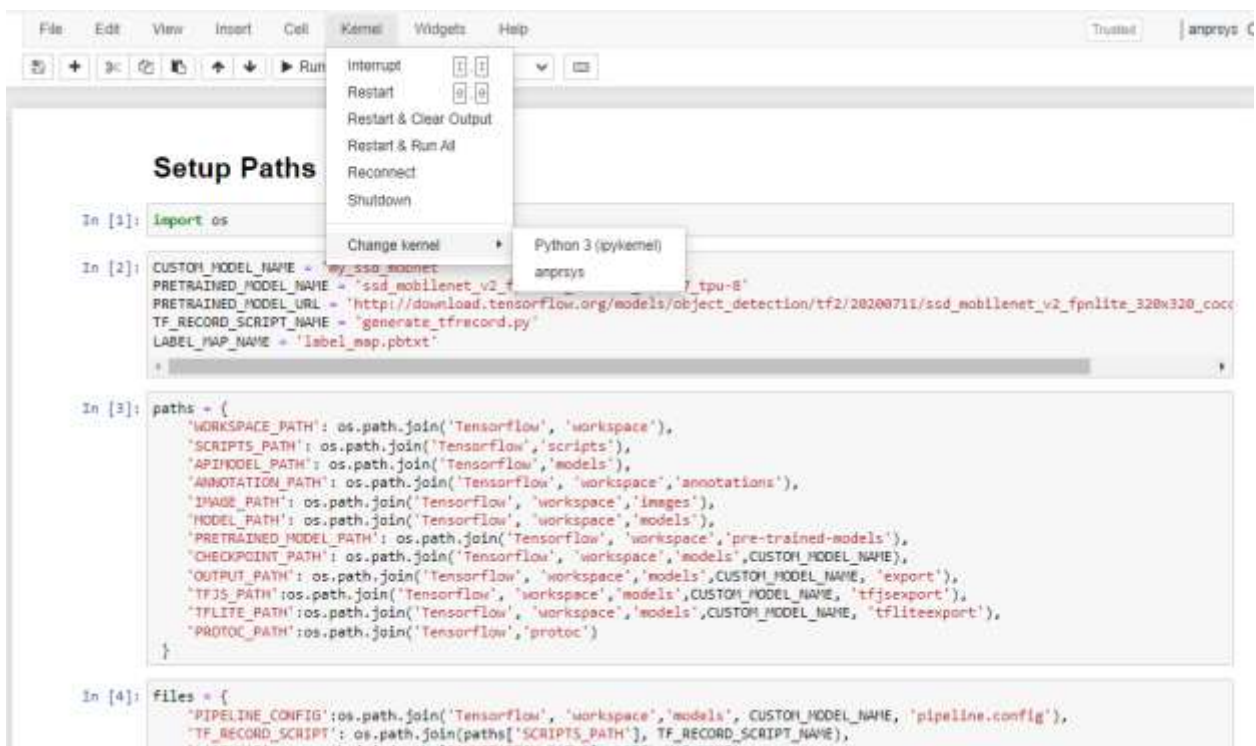 File Edit View Insert Cell Kernel Widgets Help Trusted anprsys
Run
Interrupt I,I
Restart 0,0
Restart & Clear Output
Restart & Run All
Reconnect
Shutdown
Change kernel
Python 3 (ipykernel)
anprsys
Setup Paths
In [1]: import os
In [2]: CUSTOM_MODEL_NAME = 'my_ssd_mobnet'
PRETRAINED_MODEL_NAME = 'ssd_mobilenet_v2_f 7_tpu-8'
PRETRAINED_MODEL_URL = 'http://download.tensorflow.org/models/object_detection/tf2/20200711/ssd_mobilenet_v2_fpnlite_320x320_coco
TF_RECORD_SCRIPT_NAME = 'generate_tfrecord.py'
LABEL_MAP_NAME = 'label_map.pbtxt'
In [3]: paths = {
'WORKSPACE_PATH': os.path.join('Tensorflow', 'workspace'),
'SCRIPTS_PATH': os.path.join('Tensorflow','scripts'),
'APIMODEL_PATH': os.path.join('Tensorflow','models'),
'ANNOTATION_PATH': os.path.join('Tensorflow', 'workspace','annotations'),
'IMAGE_PATH': os.path.join('Tensorflow', 'workspace','images'),
'MODEL_PATH': os.path.join('Tensorflow', 'workspace','models'),
'PRETRAINED_MODEL_PATH': os.path.join('Tensorflow', 'workspace','pre-trained-models'),
'CHECKPOINT_PATH': os.path.join('Tensorflow', 'workspace','models',CUSTOM_MODEL_NAME),
'OUTPUT_PATH': os.path.join('Tensorflow', 'workspace','models',CUSTOM_MODEL_NAME, 'export'),
'TFJS_PATH':os.path.join('Tensorflow', 'workspace','models',CUSTOM_MODEL_NAME, 'tfjsexport'),
'TFLITE_PATH':os.path.join('Tensorflow', 'workspace','models',CUSTOM_MODEL_NAME, 'tfliteexport'),
'PROTOC_PATH':os.path.join('Tensorflow','protoc')
}
In [4]: files = {
'PIPELINE_CONFIG':os.path.join('Tensorflow', 'workspace','models', CUSTOM_MODEL_NAME, 'pipeline.config'),
'TF_RECORD_SCRIPT': os.path.join(paths['SCRIPTS_PATH'], TF_RECORD_SCRIPT_NAME),